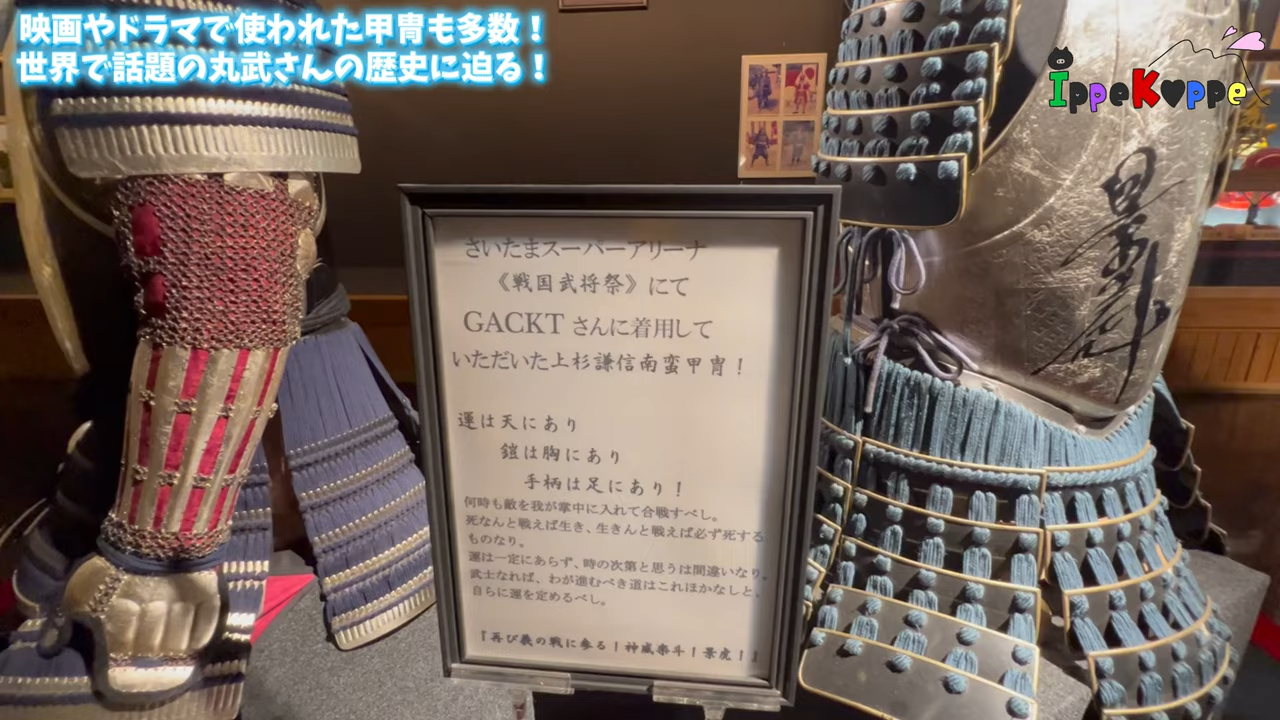 映画やドラマで使われた甲冑も多数！
世界で話題の丸武さんの歴史に迫る！
IppeKoppe
さいたまスーパーアリーナ
《戦国武将祭》にて
GACKTさんに着用して
いただいた上杉謙信南蛮甲冑！
運は天にあり
鎧は胸にあり
手柄は足にあり！
何時も敵を我が掌中に入れて合戦すべし。
死なんと戦えば生き、生きんと戦えば必ず死する
ものなり。
運は一定にあらず、時の次第と思うは間違いなり。
武士なれば、わが進むべき道はこれほかなしと、
自らに運を定めるべし。
『再び義の戦に参る！神威楽斗！景虎！』